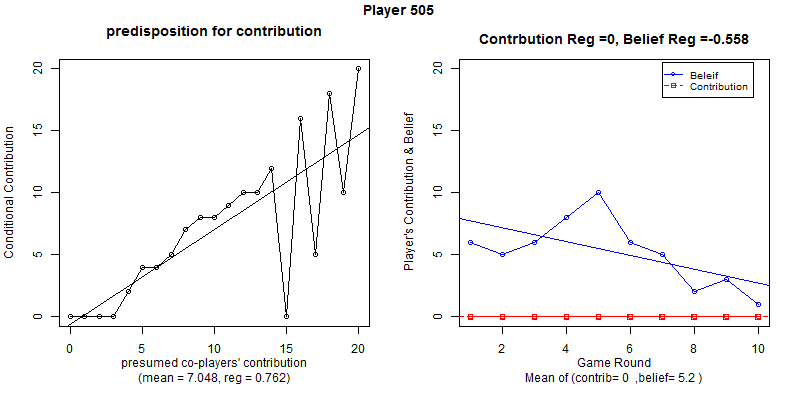 Player 505
predisposition for contribution
Conditional Contribution
0 5 10 15 20
0 5 10 15 20
presumed co-players' contribution
(mean = 7.048, reg = 0.762)
Contrbution Reg =0, Belief Reg =-0.558
Player's Contribution & Belief
0 5 10 15 20
Beleif
Contribution
2 4 6 8 10
Game Round
Mean of (contrib= 0 ,belief= 5.2 )